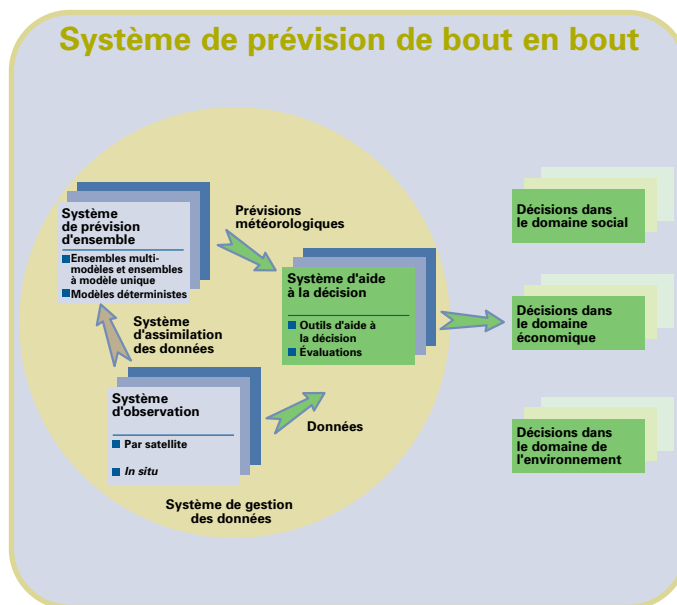 Système de prévision de bout en bout
Système
de prévision
d'ensemble
Ensembles multi-
modèles et ensembles
à modèle unique
Modèles déterministes
Prévisions
météorologiques
Système d'aide
à la décision
Outils d'aide à
la décision
Évaluations
Système
d'assimilation
des données
Système
d'observation
Par satellite
In situ
Données
Système de gestion
des données
Décisions dans
le domaine social
Décisions dans
le domaine
économique
Décisions dans
le domaine de
l'environnement